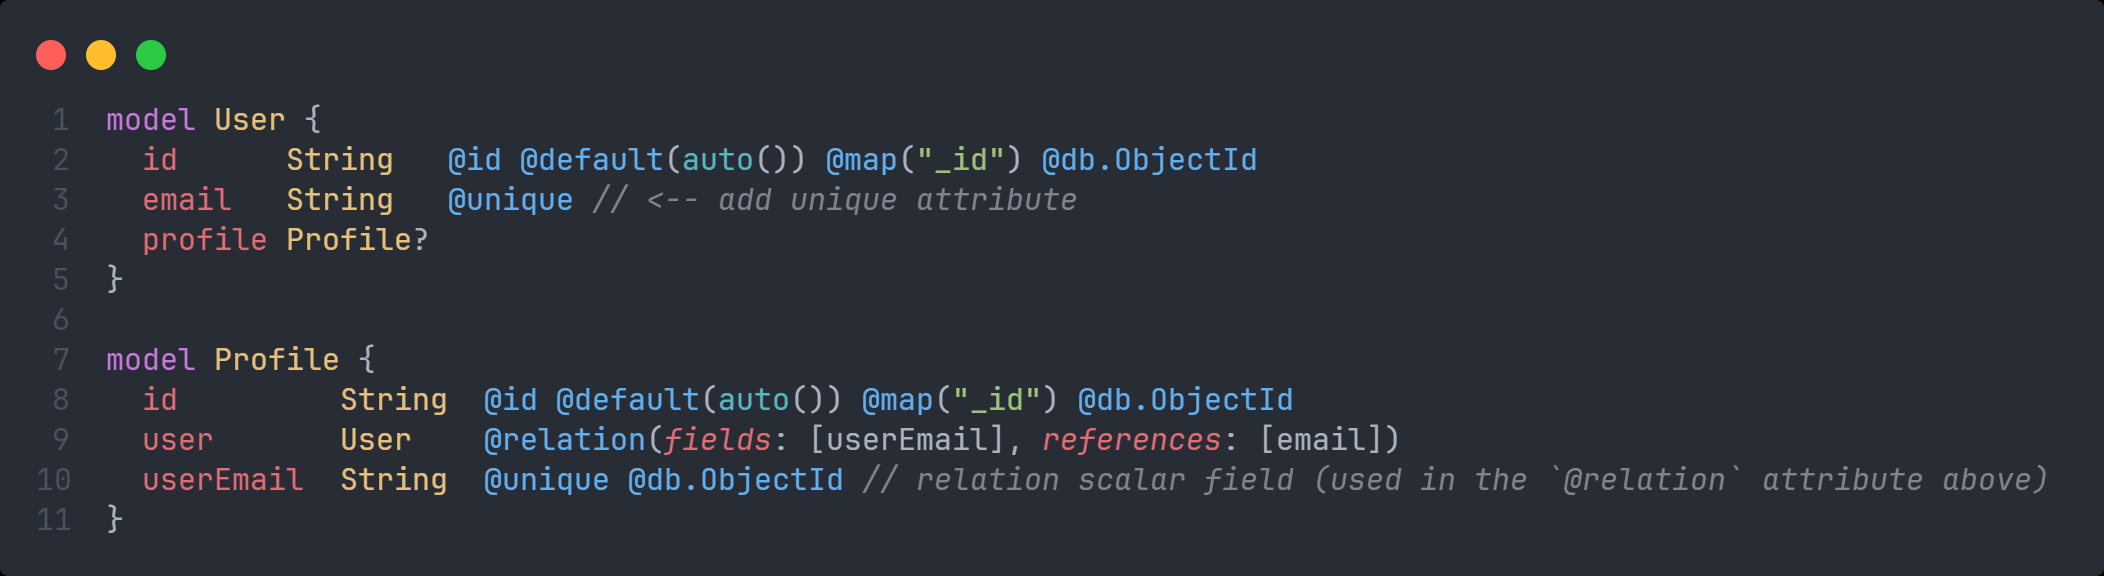 1 model User {
2   id      String   @id @default(auto()) @map("_id") @db.ObjectId
3   email   String   @unique // <-- add unique attribute
4   profile Profile?
5 }
6
7 model Profile {
8   id         String  @id @default(auto()) @map("_id") @db.ObjectId
9   user       User    @relation(fields: [userEmail], references: [email])
10   userEmail  String  @unique @db.ObjectId // relation scalar field (used in the `@relation` attribute above)
11 }